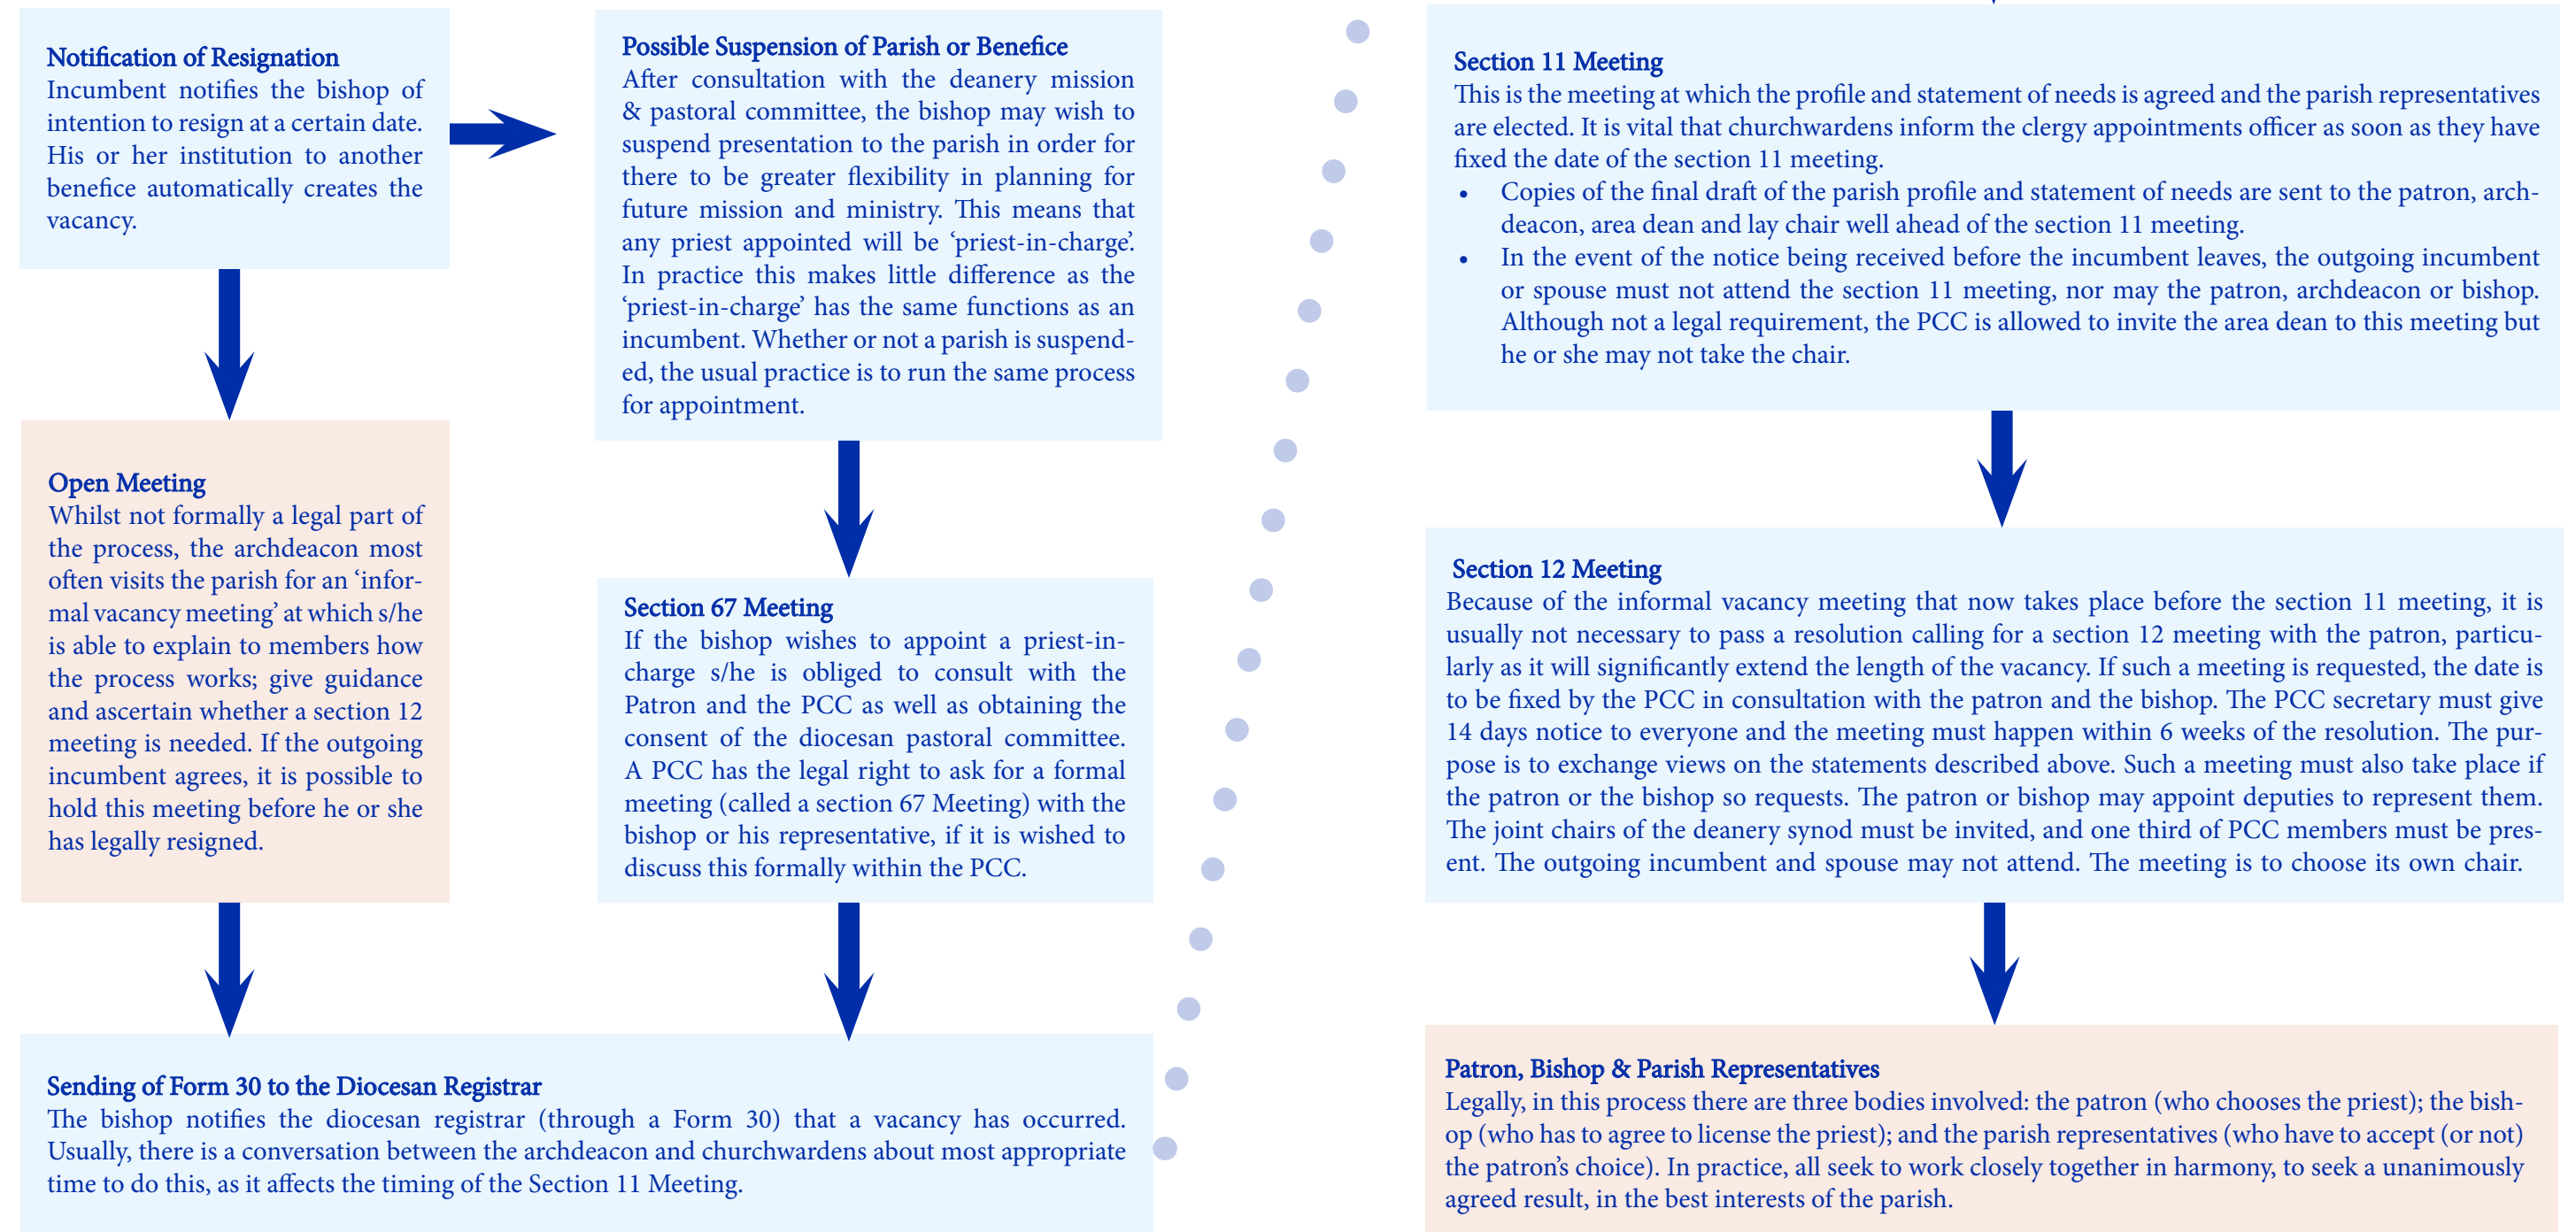 Notification of Resignation
Incumbent notifies the bishop of
intention to resign at a certain date.
His or her institution to another
benefice automatically creates the
vacancy.
Open Meeting
Whilst not formally a legal part of
the process, the archdeacon most
often visits the parish for an ‘infor-
mal vacancy meeting’ at which s/he
is able to explain to members how
the process works; give guidance
and ascertain whether a section 12
meeting is needed. If the outgoing
incumbent agrees, it is possible to
hold this meeting before he or she
has legally resigned.
Possible Suspension of Parish or Benefice
After consultation with the deanery mission
& pastoral committee, the bishop may wish to
suspend presentation to the parish in order for
there to be greater flexibility in planning for
future mission and ministry. This means that
any priest appointed will be ‘priest-in-charge’.
In practice this makes little difference as the
‘priest-in-charge’ has the same functions as an
incumbent. Whether or not a parish is suspend-
ed, the usual practice is to run the same process
for appointment.
Section 67 Meeting
If the bishop wishes to appoint a priest-in-
charge s/he is obliged to consult with the
Patron and the PCC as well as obtaining the
consent of the diocesan pastoral committee.
A PCC has the legal right to ask for a formal
meeting (called a section 67 Meeting) with the
bishop or his representative, if it is wished to
discuss this formally within the PCC.
Sending of Form 30 to the Diocesan Registrar
The bishop notifies the diocesan registrar (through a Form 30) that a vacancy has occurred.
Usually, there is a conversation between the archdeacon and churchwardens about most appropriate
time to do this, as it affects the timing of the Section 11 Meeting.
Section 11 Meeting
This is the meeting at which the profile and statement of needs is agreed and the parish representatives
are elected. It is vital that churchwardens inform the clergy appointments officer as soon as they have
fixed the date of the section 11 meeting.
• Copies of the final draft of the parish profile and statement of needs are sent to the patron, arch-
deacon, area dean and lay chair well ahead of the section 11 meeting.
• In the event of the notice being received before the incumbent leaves, the outgoing incumbent
or spouse must not attend the section 11 meeting, nor may the patron, archdeacon or bishop.
Although not a legal requirement, the PCC is allowed to invite the area dean to this meeting but
he or she may not take the chair.
Section 12 Meeting
Because of the informal vacancy meeting that now takes place before the section 11 meeting, it is
usually not necessary to pass a resolution calling for a section 12 meeting with the patron, particu-
larly as it will significantly extend the length of the vacancy. If such a meeting is requested, the date is
to be fixed by the PCC in consultation with the patron and the bishop. The PCC secretary must give
14 days notice to everyone and the meeting must happen within 6 weeks of the resolution. The pur-
pose is to exchange views on the statements described above. Such a meeting must also take place if
the patron or the bishop so requests. The patron or bishop may appoint deputies to represent them.
The joint chairs of the deanery synod must be invited, and one third of PCC members must be pres-
ent. The outgoing incumbent and spouse may not attend. The meeting is to choose its own chair.
Patron, Bishop & Parish Representatives
Legally, in this process there are three bodies involved: the patron (who chooses the priest); the bish-
op (who has to agree to license the priest); and the parish representatives (who have to accept (or not)
the patron’s choice). In practice, all seek to work closely together in harmony, to seek a unanimously
agreed result, in the best interests of the parish.